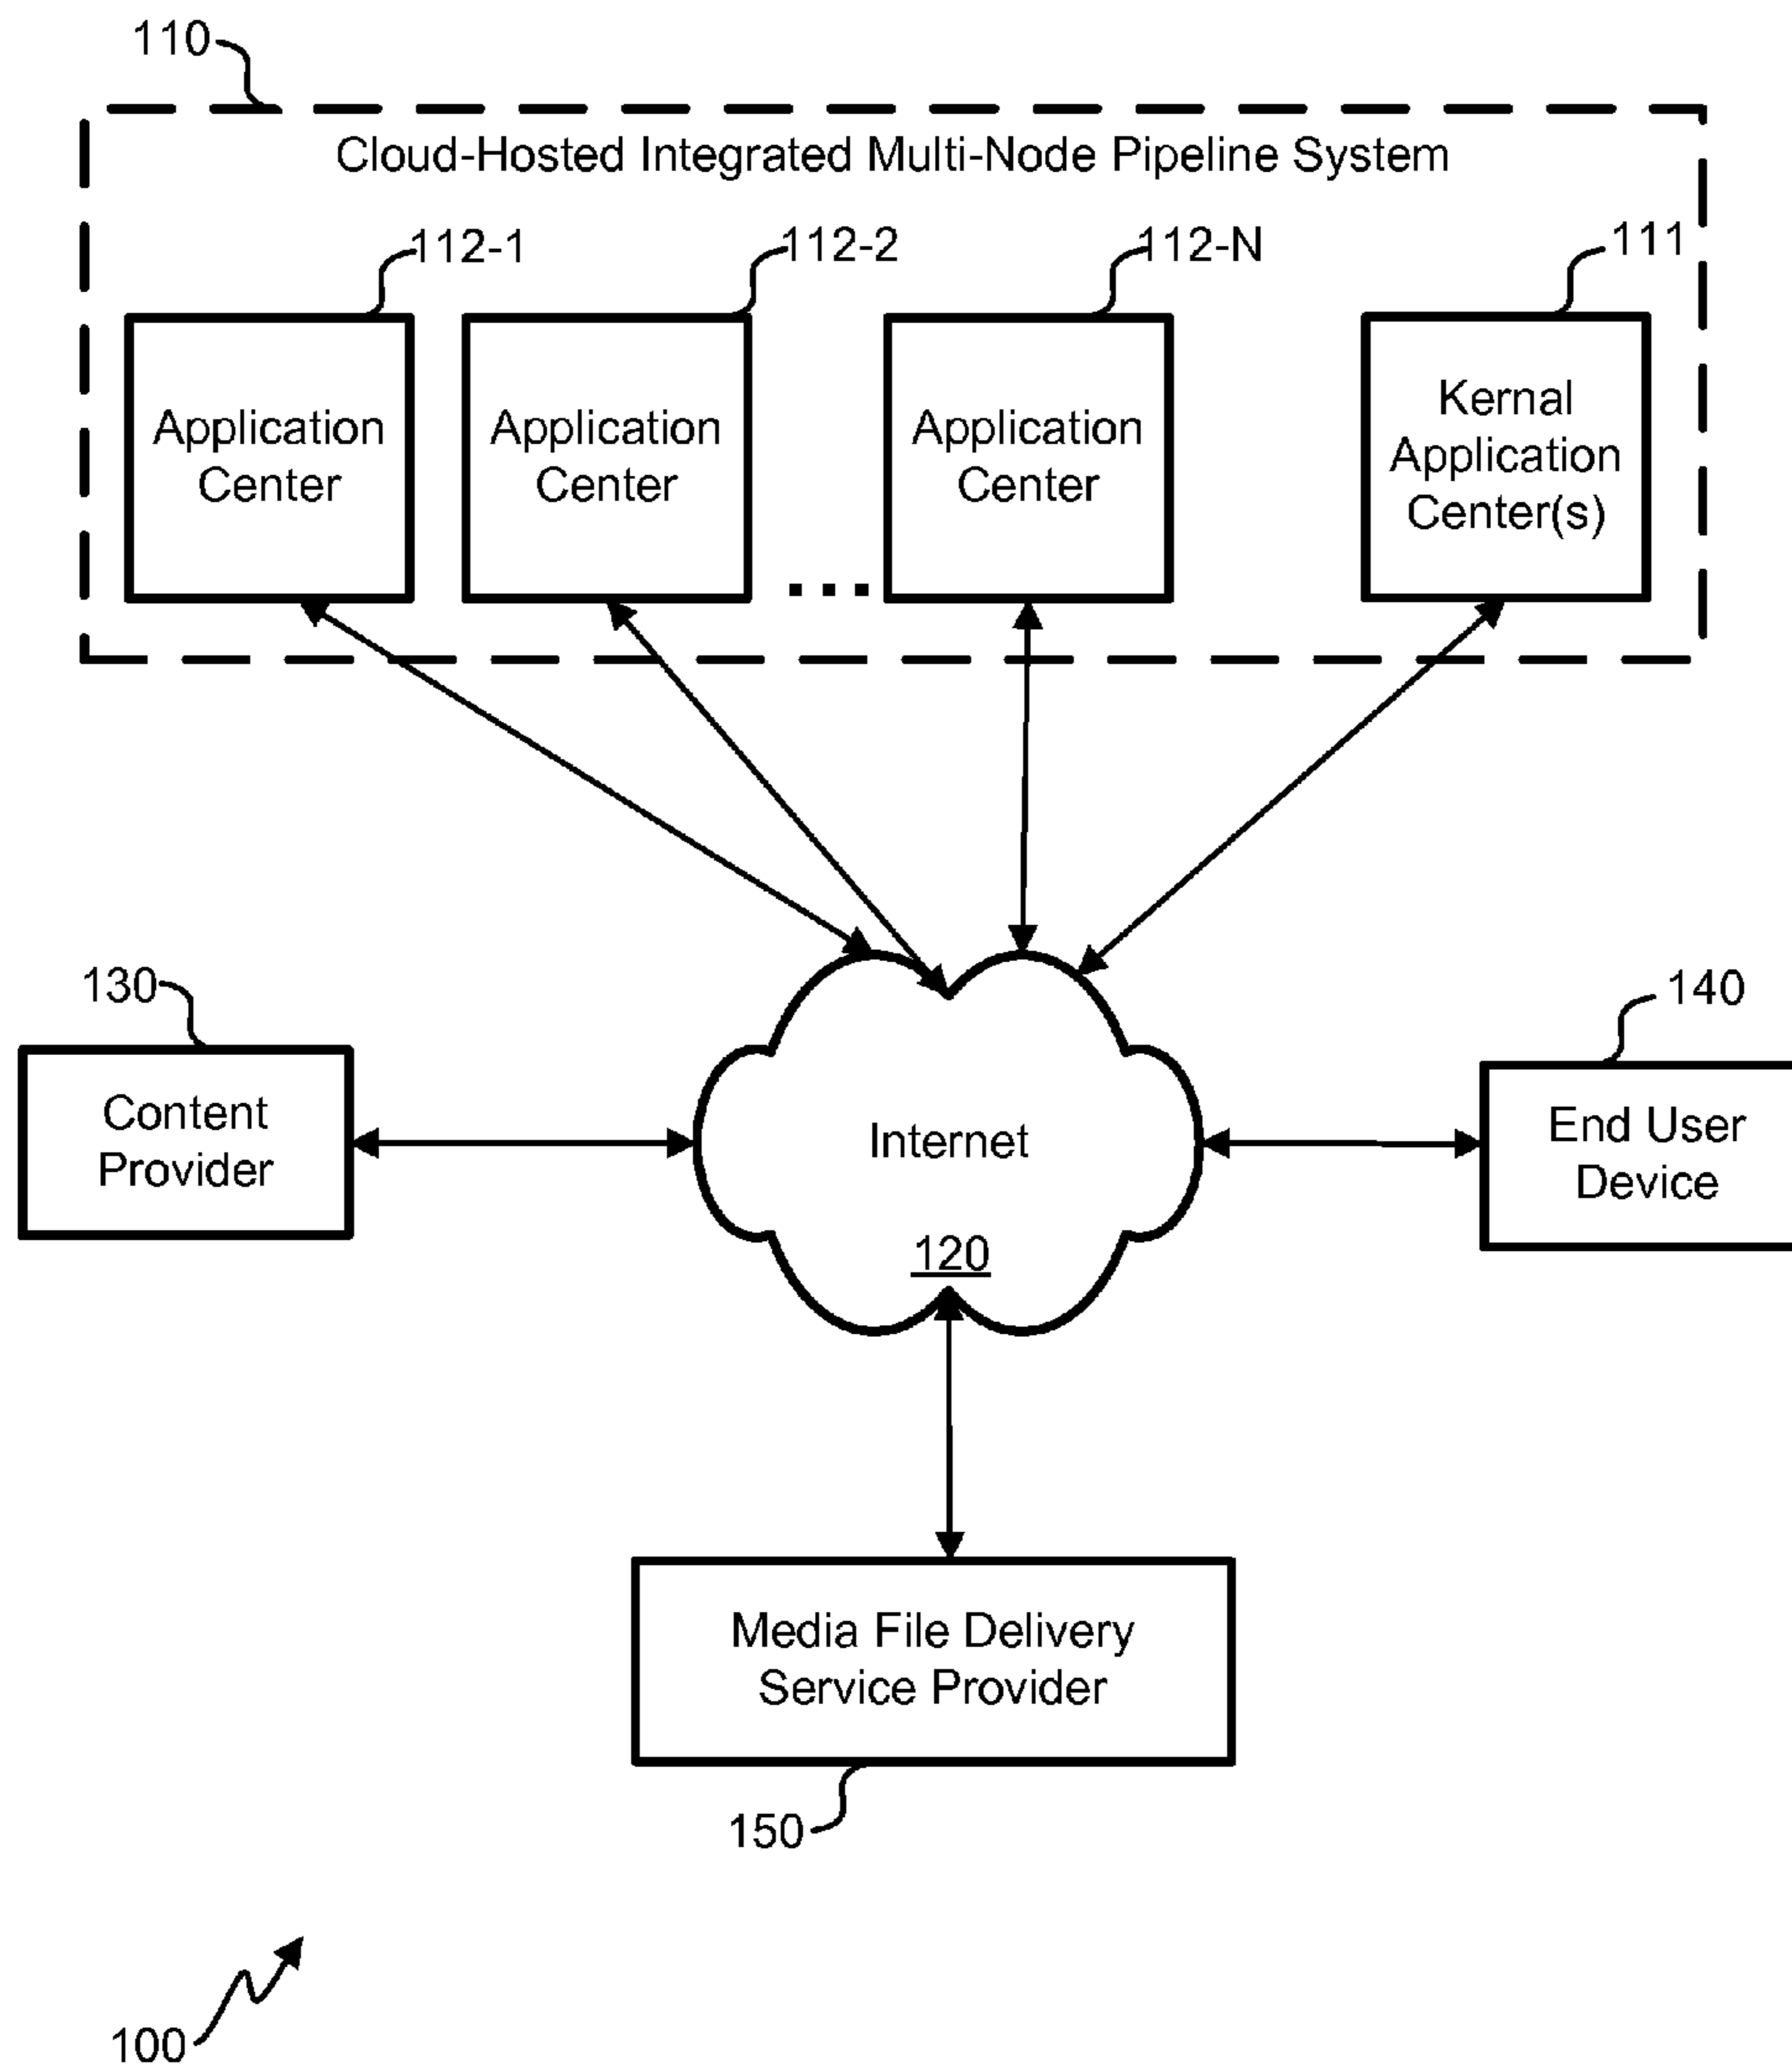 110
Cloud-Hosted Integrated Multi-Node Pipeline System
112-1
112-2
112-N
111
Application
Center
Application
Center
...
Application
Center
Kernal
Application
Center(s)
130
140
Content
Provider
Internet
120
End User
Device
Media File Delivery
Service Provider
150
100